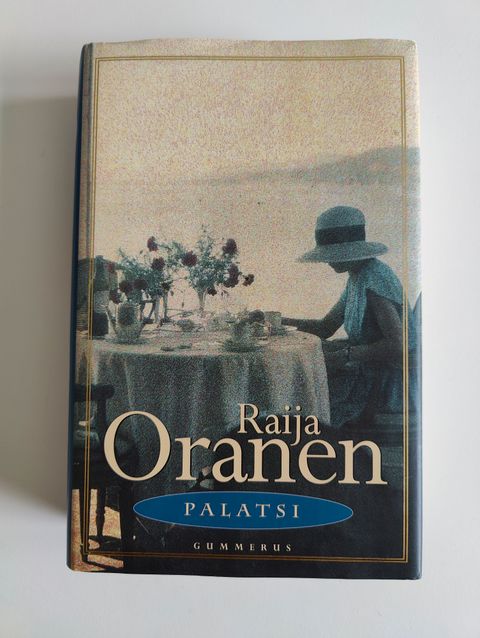 Raija
Oranen
PALATSI
GUMMERUS